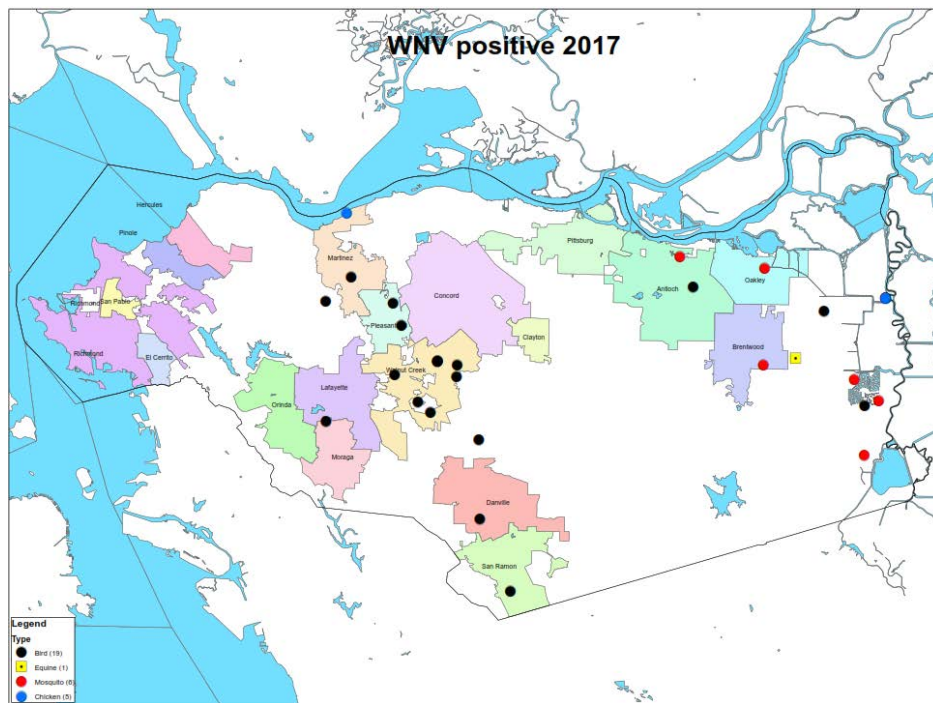 WNV positive 2017
Hercules
Pinole
Martinez
Pittsburg
Richmond
San Pablo
Concord
Antioch
Oakley
Pleasant
Clayton
Richmond
El Cerrito
Brentwood
Walnut Creek
Lafayette
Orinda
Moraga
Danville
San Ramon
Legend
Type
Bird (19)
Equine (1)
Mosquito (6)
Chicken (5)